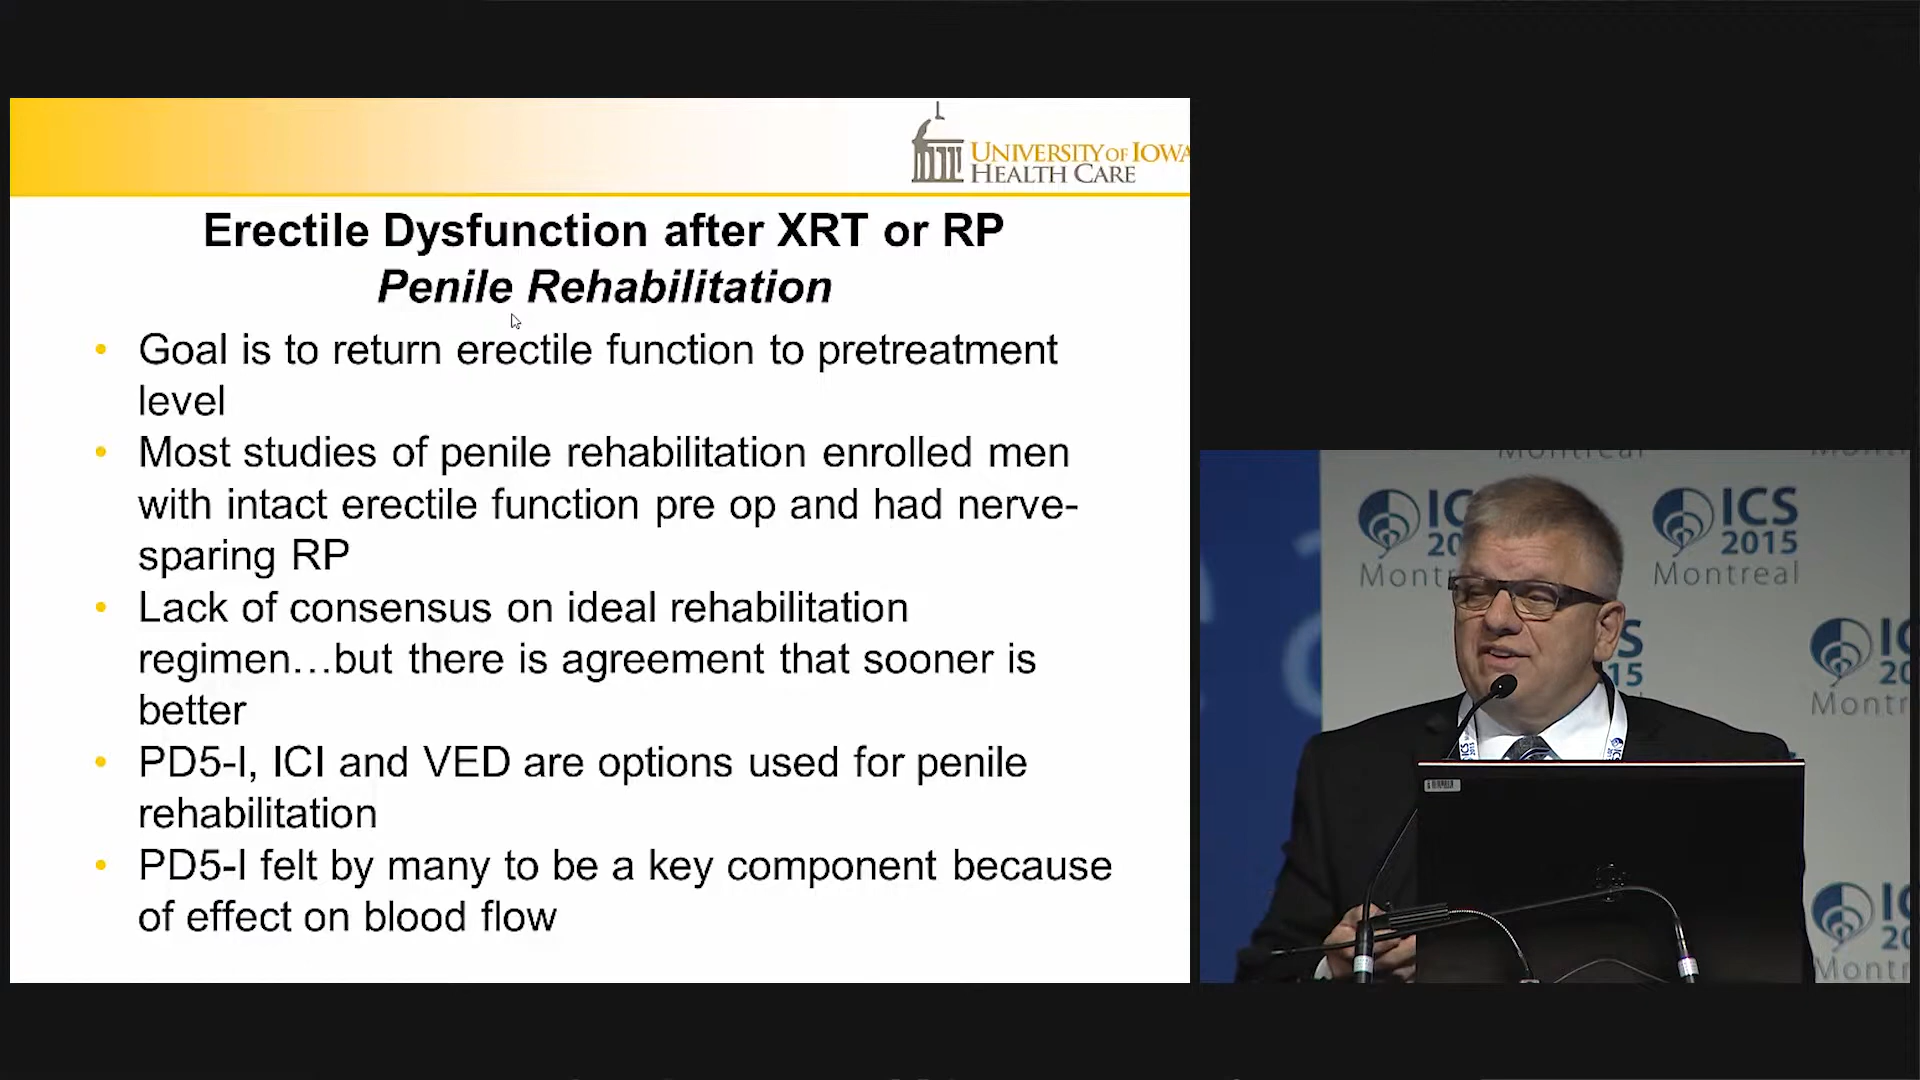 UNIVERSITY OF IOWA
HEALTH CARE
Erectile Dysfunction after XRT or RP
Penile Rehabilitation
• Goal is to return erectile function to pretreatment
level
• Most studies of penile rehabilitation enrolled men
with intact erectile function pre op and had nerve-
sparing RP
• Lack of consensus on ideal rehabilitation
regimen…but there is agreement that sooner is
better
• PD5-I, ICI and VED are options used for penile
rehabilitation
• PD5-I felt by many to be a key component because
of effect on blood flow
Montreal
ICS
2015
Montreal